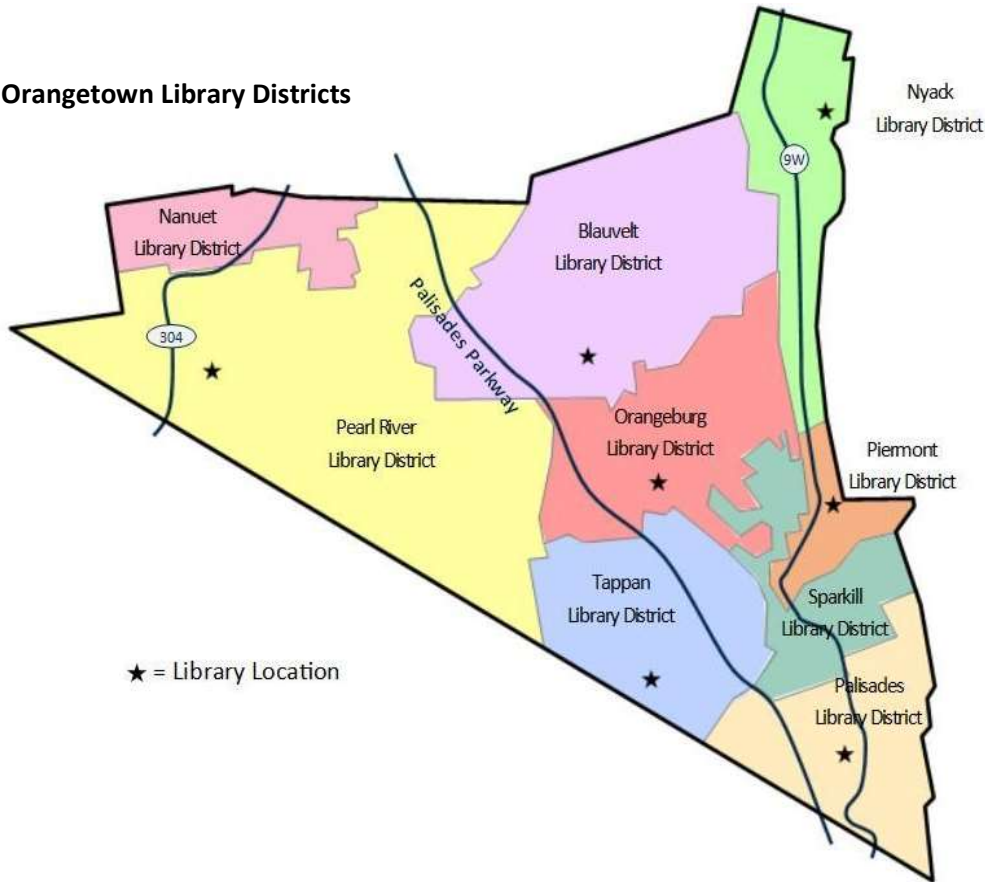 Orangetown Library Districts
Nyack
Library District
9W
Nanuet
Library District
Blauvelt
Library District
Palisades Parkway
304
Orangeburg
Library District
Pearl River
Library District
Piermont
Library District
Tappan
Library District
Sparkill
Library District
★ = Library Location
Palisades
Library District